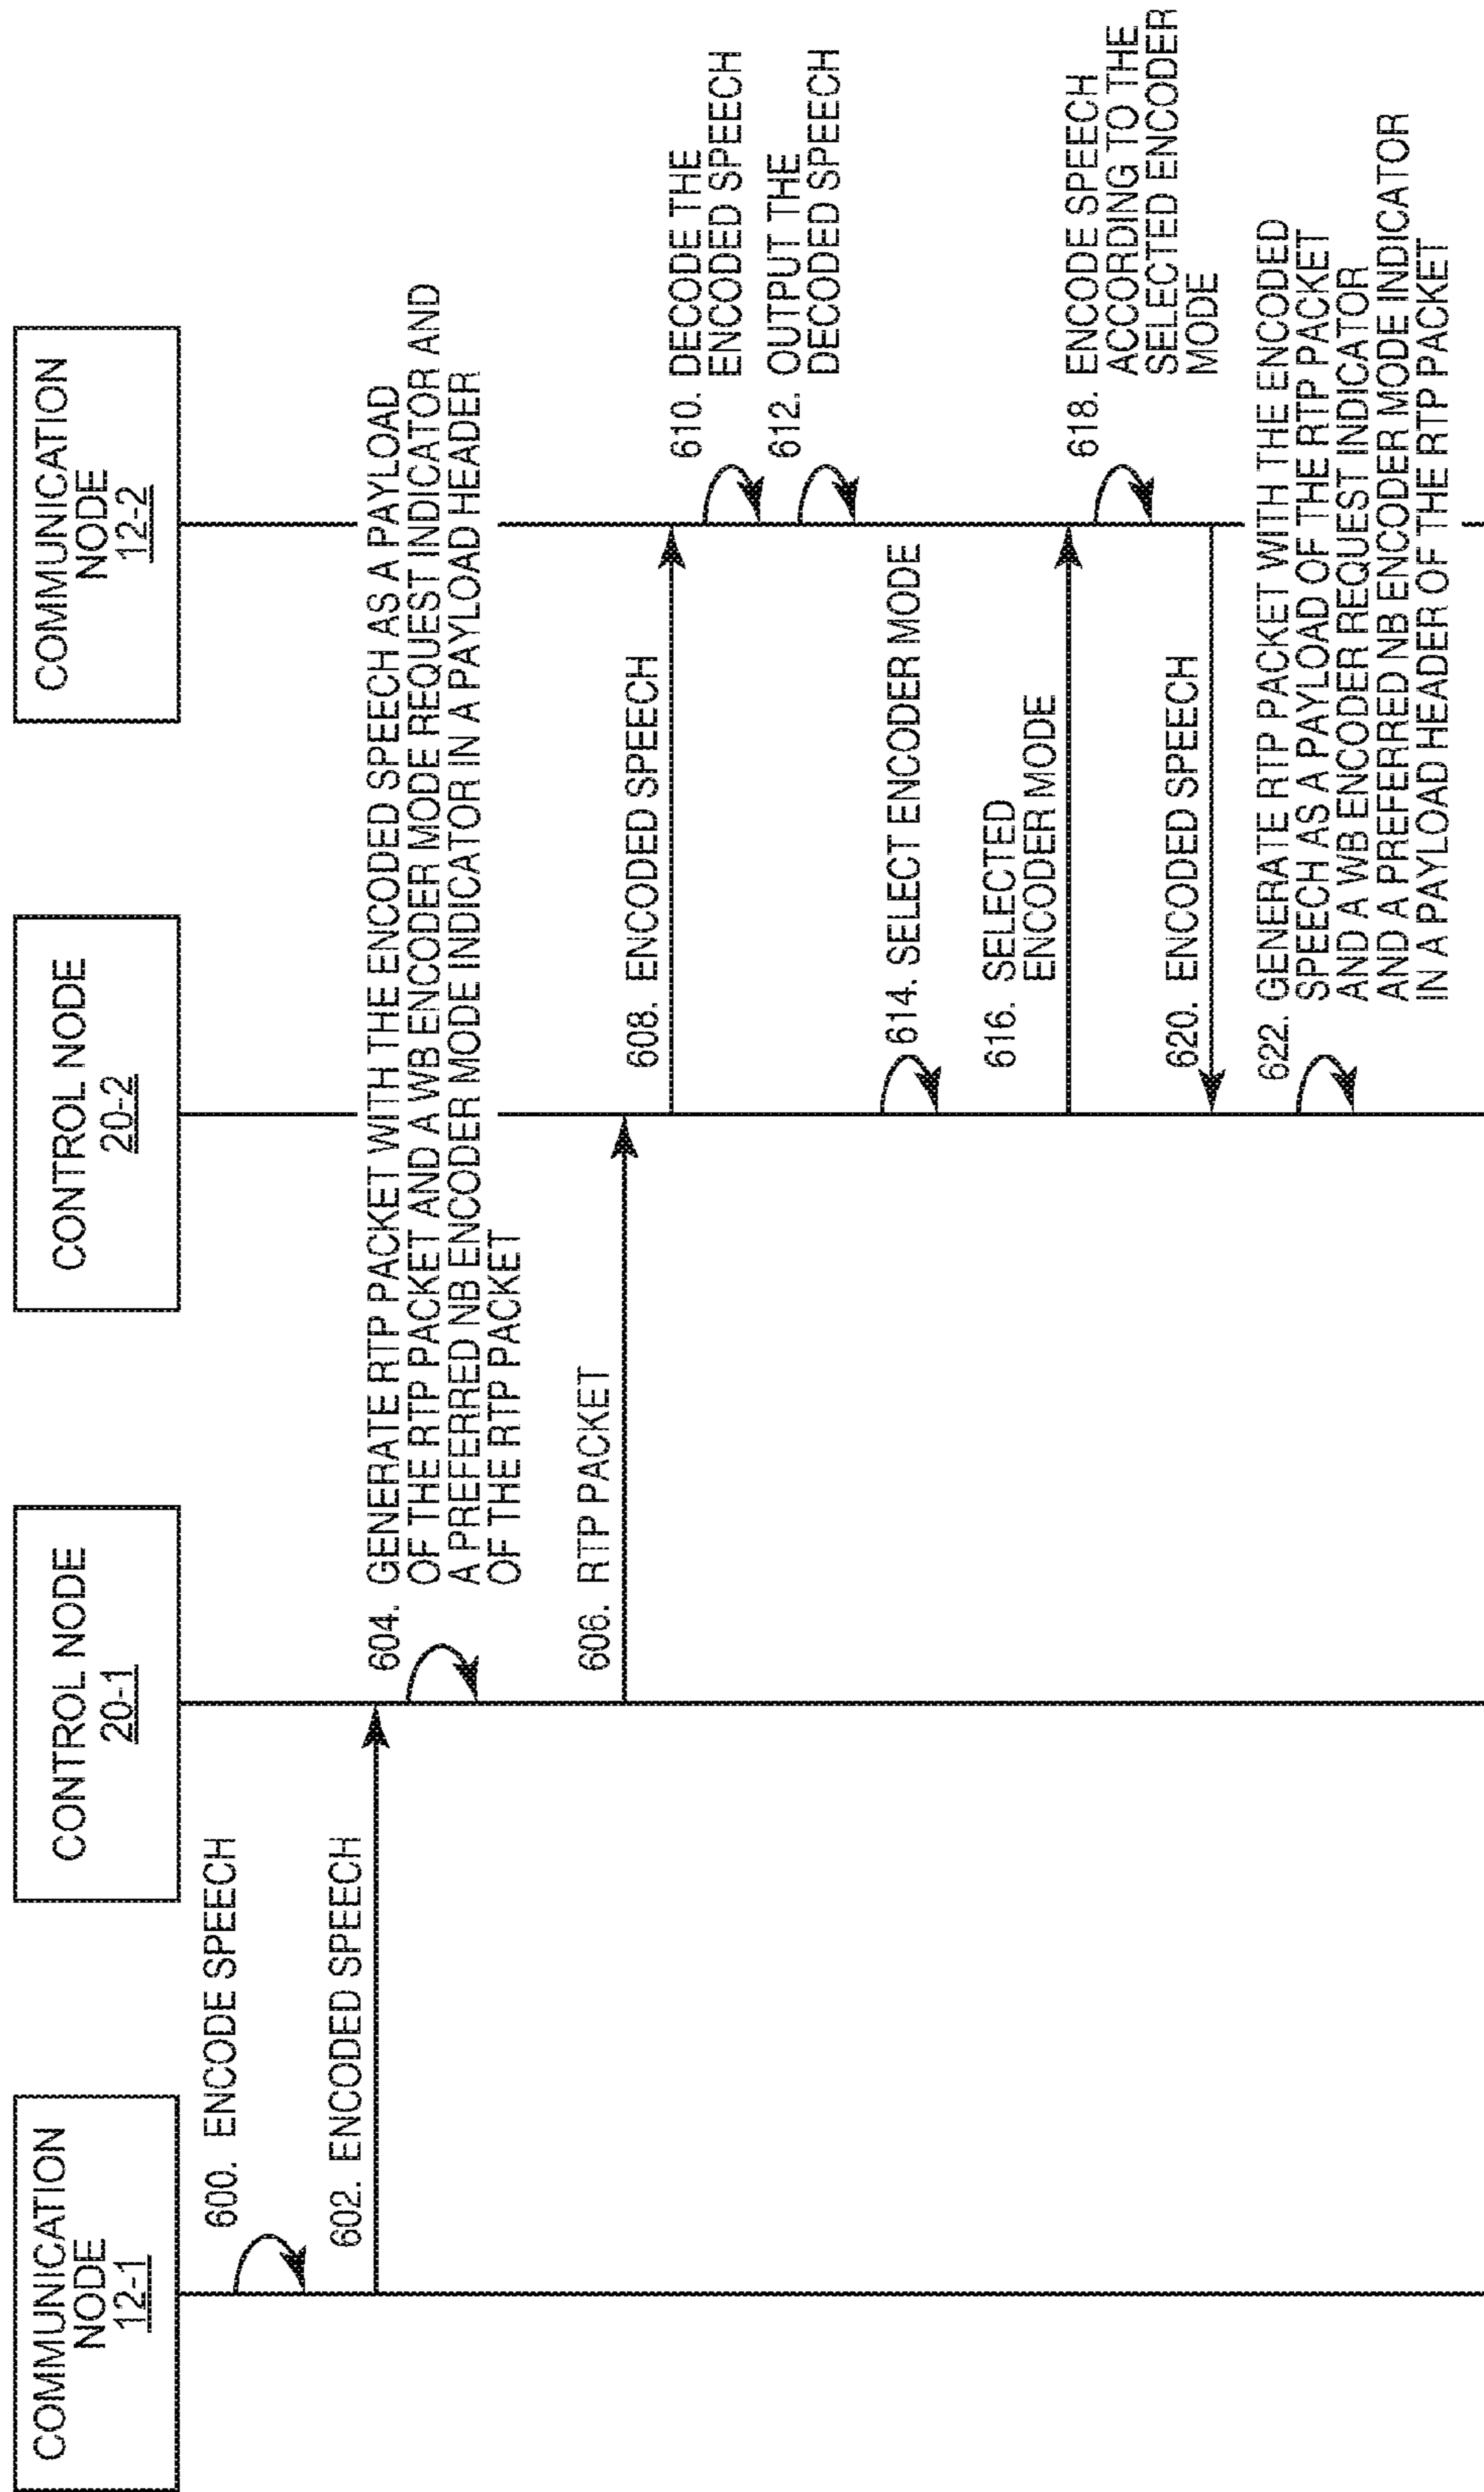 COMMUNICATION
NODE
12-1
CONTROL NODE
20-1
CONTROL NODE
20-2
COMMUNICATION
NODE
12-2
600. ENCODE SPEECH
602. ENCODED SPEECH
604. GENERATE RTP PACKET WITH THE ENCODED SPEECH AS A PAYLOAD
OF THE RTP PACKET AND A WB ENCODER MODE REQUEST INDICATOR AND
A PREFERRED NB ENCODER MODE INDICATOR IN A PAYLOAD HEADER
OF THE RTP PACKET
606. RTP PACKET
608. ENCODED SPEECH
610. DECODE THE
ENCODED SPEECH
612. OUTPUT THE
DECODED SPEECH
614. SELECT ENCODER MODE
616. SELECTED
ENCODER MODE
618. ENCODE SPEECH
ACCORDING TO THE
SELECTED ENCODER
MODE
620. ENCODED SPEECH
622. GENERATE RTP PACKET WITH THE ENCODED
SPEECH AS A PAYLOAD OF THE RTP PACKET
AND A WB ENCODER REQUEST INDICATOR
AND A PREFERRED NB ENCODER MODE INDICATOR
IN A PAYLOAD HEADER OF THE RTP PACKET